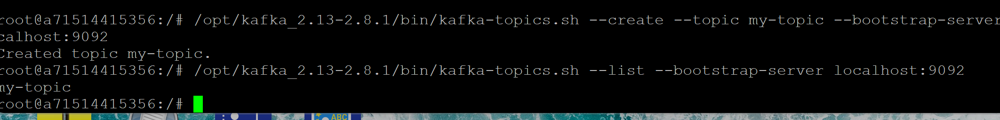 root@a71514415356:/# /opt/kafka_2.13-2.8.1/bin/kafka-topics.sh --create --topic my-topic --bootstrap-server
calhost:9092
Created topic my-topic.
root@a71514415356:/# /opt/kafka_2.13-2.8.1/bin/kafka-topics.sh --list --bootstrap-server localhost:9092
my-topic
root@a71514415356:/#
ABC